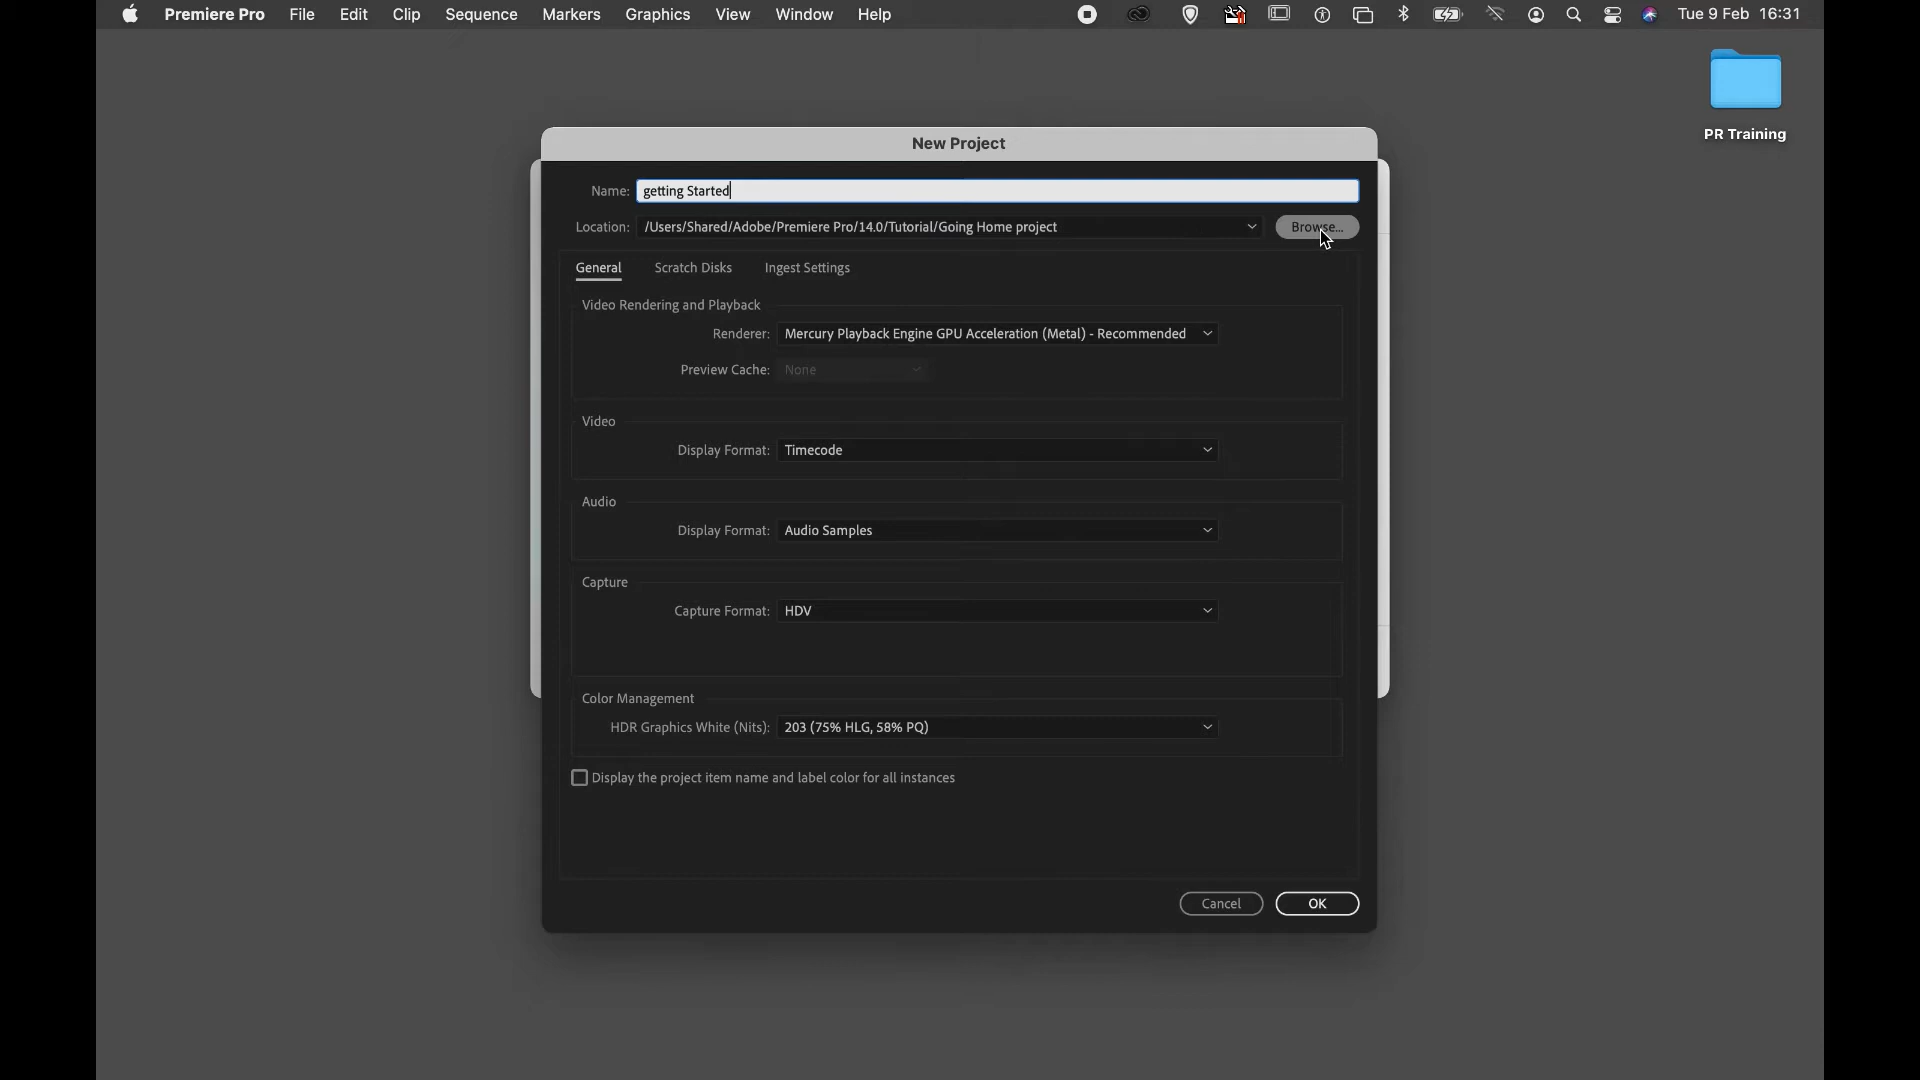 Premiere Pro File Edit Clip Sequence Markers Graphics View Window Help Tue 9 Feb 16:31
PR Training
New Project
Name: getting Started
Location: /Users/Shared/Adobe/Premiere Pro/14.0/Tutorial/Going Home project Browse...
General Scratch Disks Ingest Settings
Video Rendering and Playback
Renderer: Mercury Playback Engine GPU Acceleration (Metal) - Recommended
Preview Cache: None
Video
Display Format: Timecode
Audio
Display Format: Audio Samples
Capture
Capture Format: HDV
Color Management
HDR Graphics White (Nits): 203 (75% HLG, 58% PQ)
Display the project item name and label color for all instances
Cancel OK